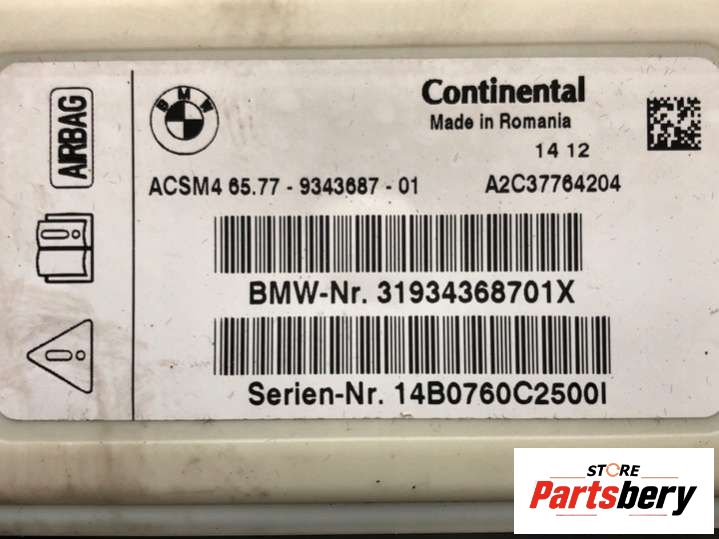 AIRBAG
BMW
Continental
Made in Romania
14 12
ACSM4 65.77 - 9343687 - 01 A2C37764204
BMW-Nr. 31934368701X
Serien-Nr. 14B0760C2500I
STORE
Partsbery